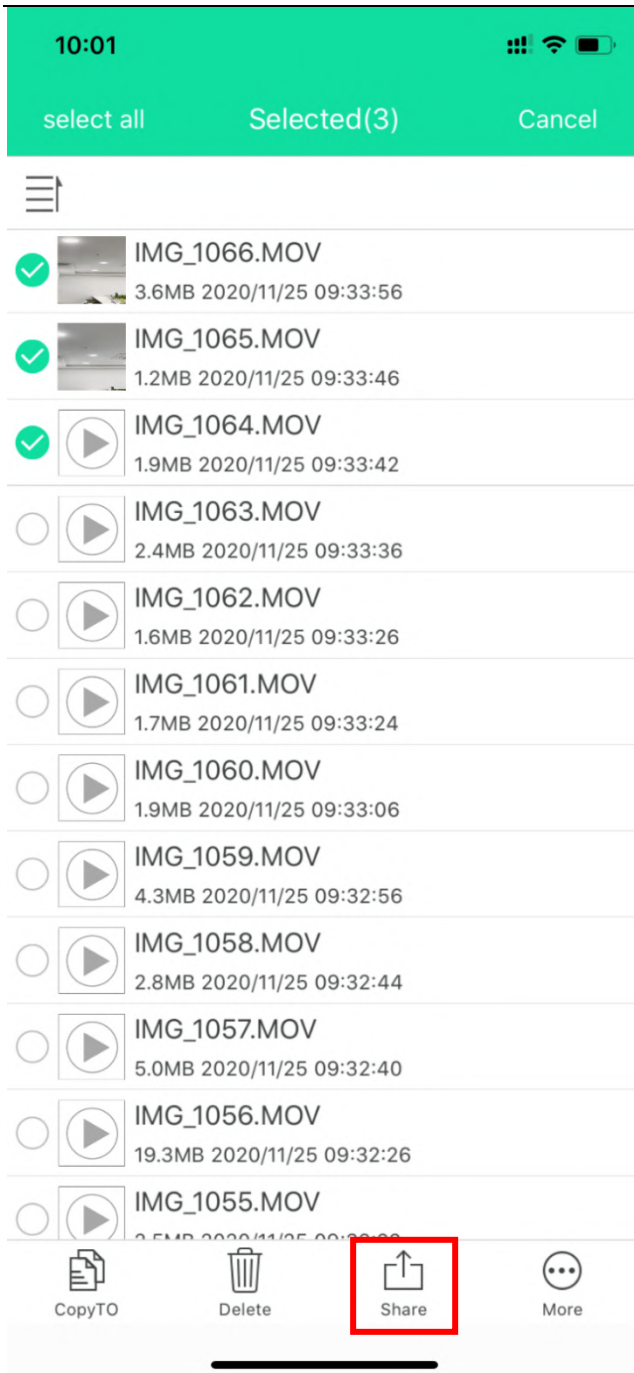 10:01
select all Selected(3) Cancel
IMG_1066.MOV
3.6MB 2020/11/25 09:33:56
IMG_1065.MOV
1.2MB 2020/11/25 09:33:46
IMG_1064.MOV
1.9MB 2020/11/25 09:33:42
IMG_1063.MOV
2.4MB 2020/11/25 09:33:36
IMG_1062.MOV
1.6MB 2020/11/25 09:33:26
IMG_1061.MOV
1.7MB 2020/11/25 09:33:24
IMG_1060.MOV
1.9MB 2020/11/25 09:33:06
IMG_1059.MOV
4.3MB 2020/11/25 09:32:56
IMG_1058.MOV
2.8MB 2020/11/25 09:32:44
IMG_1057.MOV
5.0MB 2020/11/25 09:32:40
IMG_1056.MOV
19.3MB 2020/11/25 09:32:26
IMG_1055.MOV
2020/11/25
CopyTO Delete Share More